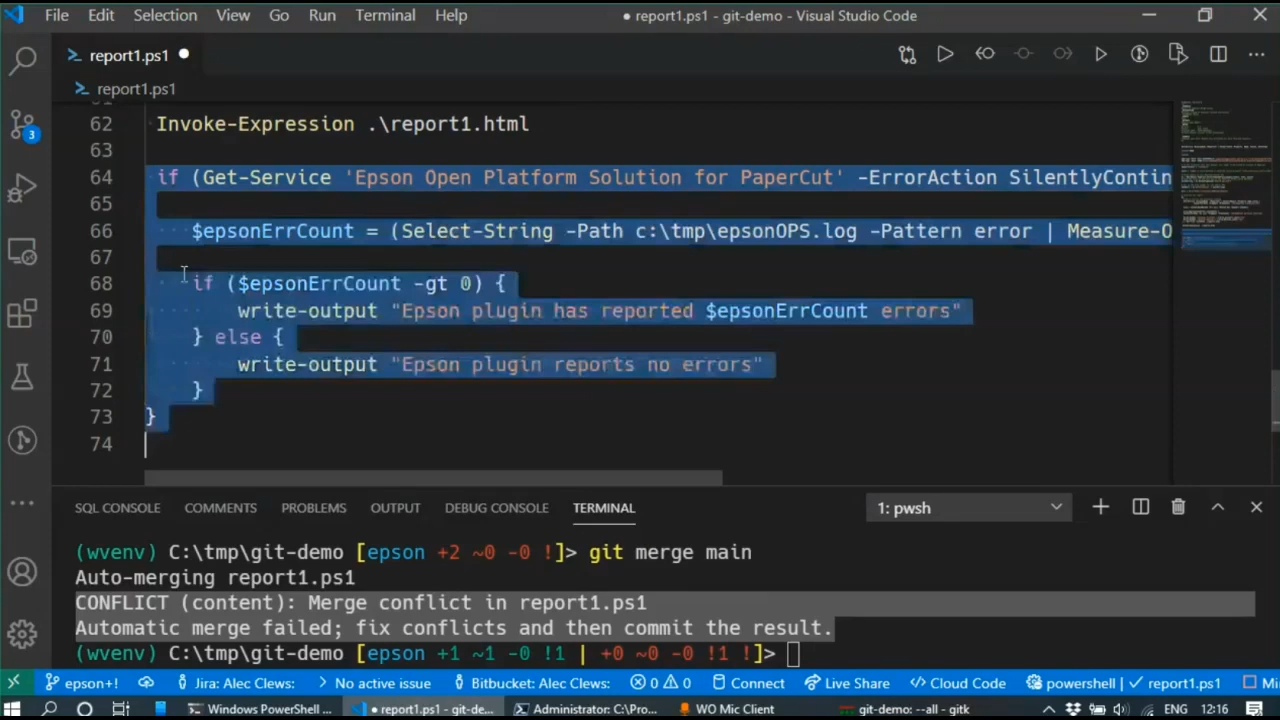 File Edit Selection View Go Run Terminal Help ● report1.ps1 - git-demo - Visual Studio Code
report1.ps1 ●
report1.ps1
62 Invoke-Expression .\report1.html
63
64 if (Get-Service 'Epson Open Platform Solution for PaperCut' -ErrorAction SilentlyContin
65
66 $epsonErrCount = (Select-String -Path c:\tmp\epsonOPS.log -Pattern error | Measure-O
67
68 if ($epsonErrCount -gt 0) {
69 write-output "Epson plugin has reported $epsonErrCount errors"
70 } else {
71 write-output "Epson plugin reports no errors"
72 }
73 }
74
3
SQL CONSOLE COMMENTS PROBLEMS OUTPUT DEBUG CONSOLE TERMINAL 1: pwsh
(wvenv) C:\tmp\git-demo [epson +2 ~0 -0 !]> git merge main
Auto-merging report1.ps1
CONFLICT (content): Merge conflict in report1.ps1
Automatic merge failed; fix conflicts and then commit the result.
(wvenv) C:\tmp\git-demo [epson +1 ~1 -0 !1 | +0 ~0 -0 !1 !]>
epson+! Jira: Alec Clews: No active issue Bitbucket: Alec Clews: 0 0 Connect Live Share Cloud Code powershell | ✓ report1.ps1 Mi
Windows PowerShell ... ● report1.ps1 - git-de... Administrator: C:\Pro... WO Mic Client git-demo: --all - gitk ENG 12:16